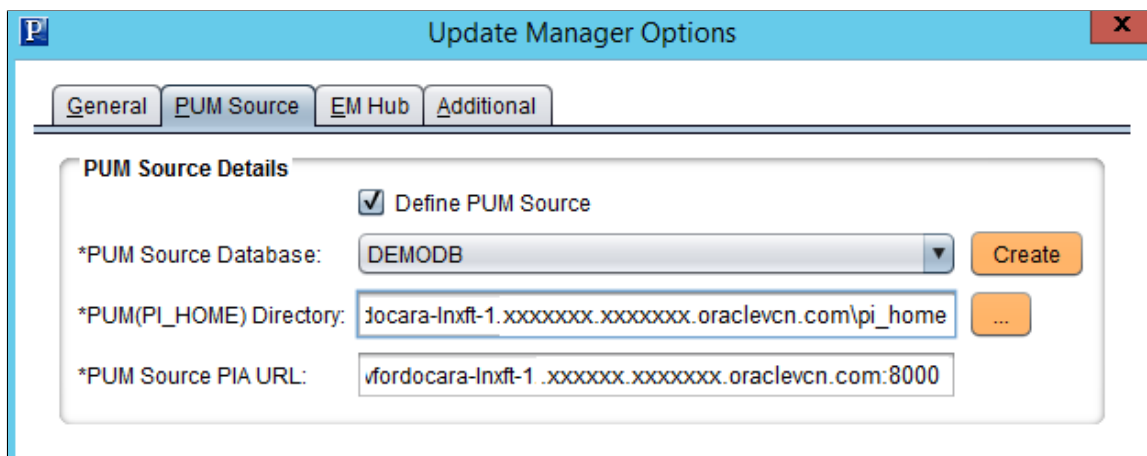 P
Update Manager Options
x
General PUM Source EM Hub Additional
PUM Source Details
Define PUM Source
*PUM Source Database: DEMODB Create
*PUM(PI_HOME) Directory: docara-lnxft-1.xxxxxxx.xxxxxxx.oraclevcn.com\pi_home ...
*PUM Source PIA URL: vfordocara-lnxft-1 .xxxxxx.xxxxxxx.oraclevcn.com:8000